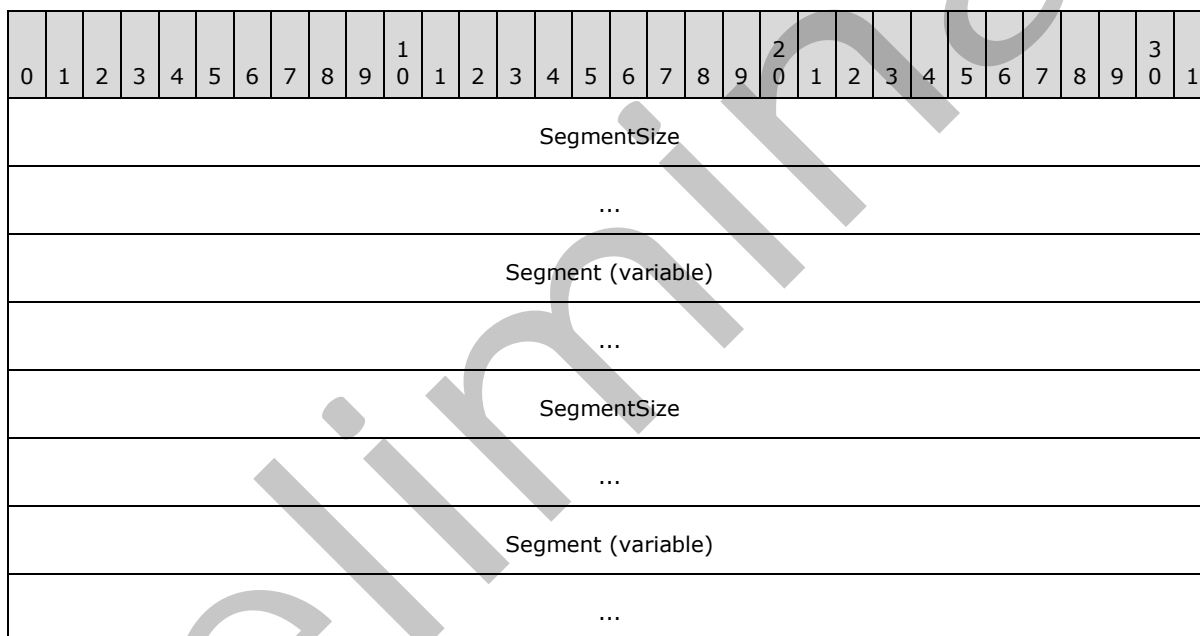 1 2 3
0 1 2 3 4 5 6 7 8 9 0 1 2 3 4 5 6 7 8 9 0 1 2 3 4 5 6 7 8 9 0 1
SegmentSize
...
Segment (variable)
...
SegmentSize
...
Segment (variable)
...
elimina